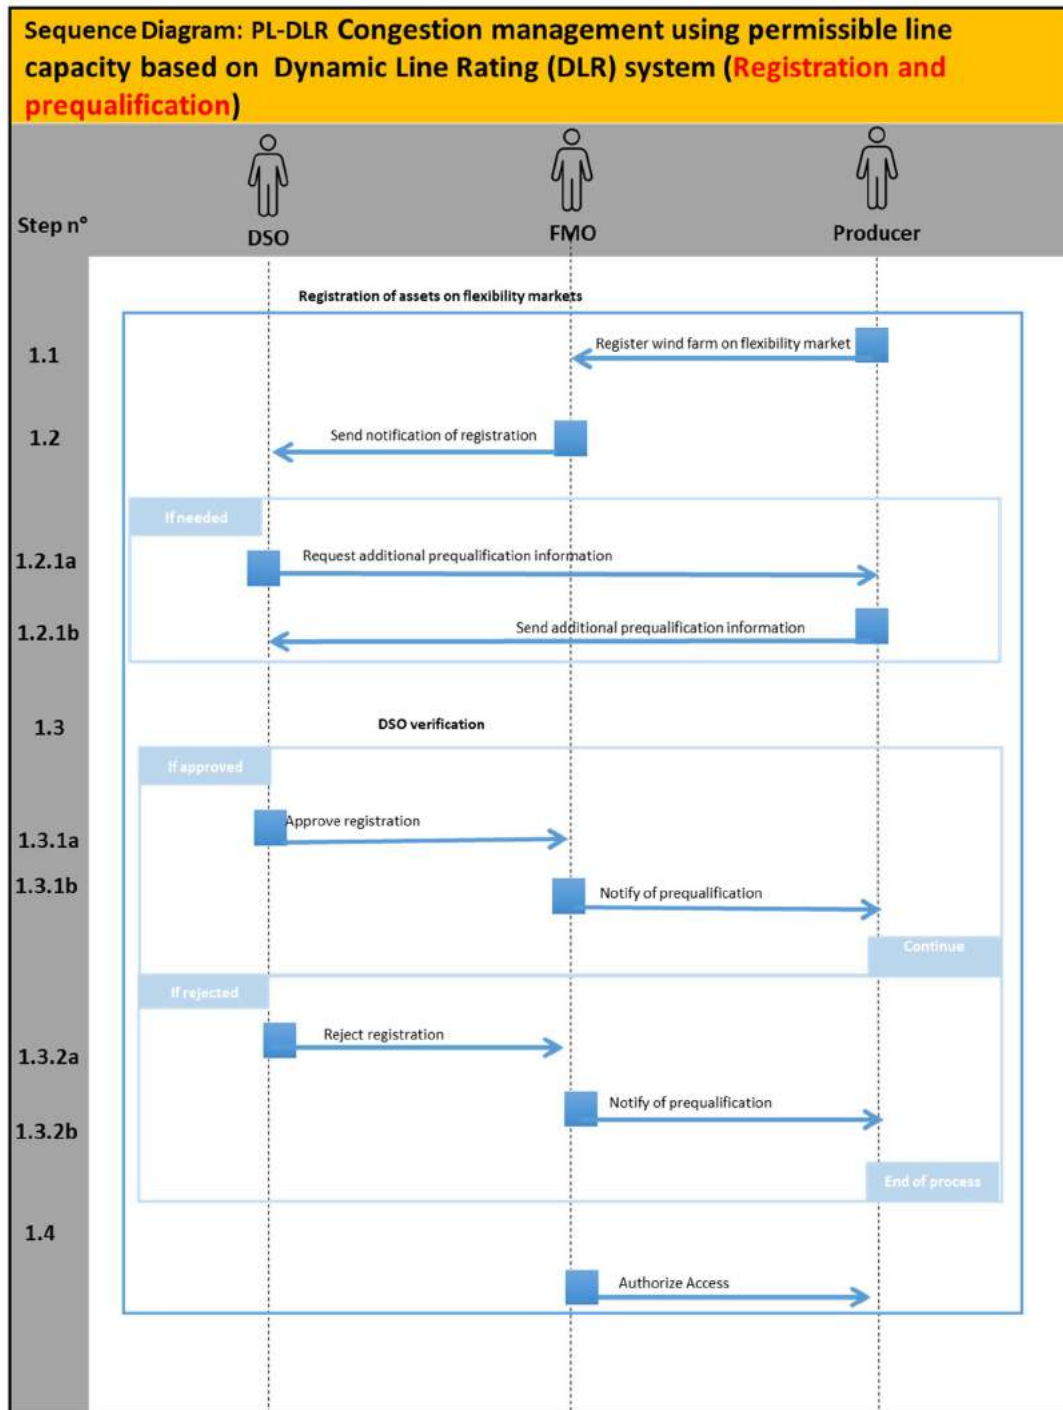 Sequence Diagram: PL-DLR Congestion management using permissible line
capacity based on Dynamic Line Rating (DLR) system (Registration and
prequalification)
Step n°
DSO
FMO
Producer
Registration of assets on flexibility markets
1.1
Register wind farm on flexibility market
1.2
Send notification of registration
If needed
1.2.1a
Request additional prequalification information
1.2.1b
Send additional prequalification information
1.3
DSO verification
If approved
1.3.1a
Approve registration
1.3.1b
Notify of prequalification
Continue
If rejected
1.3.2a
Reject registration
1.3.2b
Notify of prequalification
End of process
1.4
Authorize Access